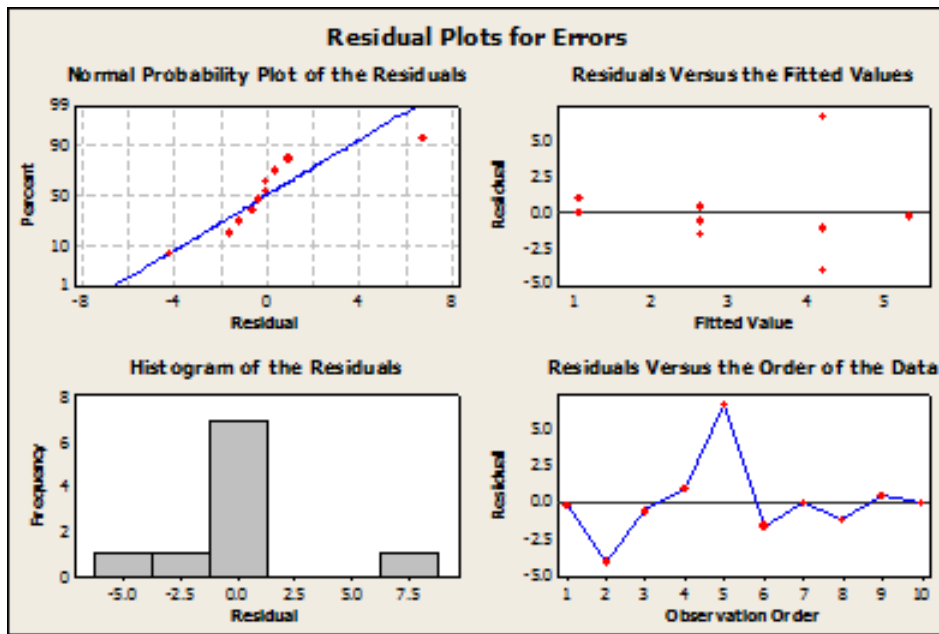 Residual Plots for Errors
Normal Probability Plot of the Residuals
99
90
50
10
1
Percent
-8 -4 0 4 8
Residual
Residuals Versus the Fitted Values
5.0
2.5
0.0
-2.5
-5.0
Residual
1 2 3 4 5
Fitted Value
Histogram of the Residuals
8
6
4
2
0
Frequency
-5.0 -2.5 0.0 2.5 5.0 7.5
Residual
Residuals Versus the Order of the Data
5.0
2.5
0.0
-2.5
-5.0
Residual
1 2 3 4 5 6 7 8 9 10
Observation Order